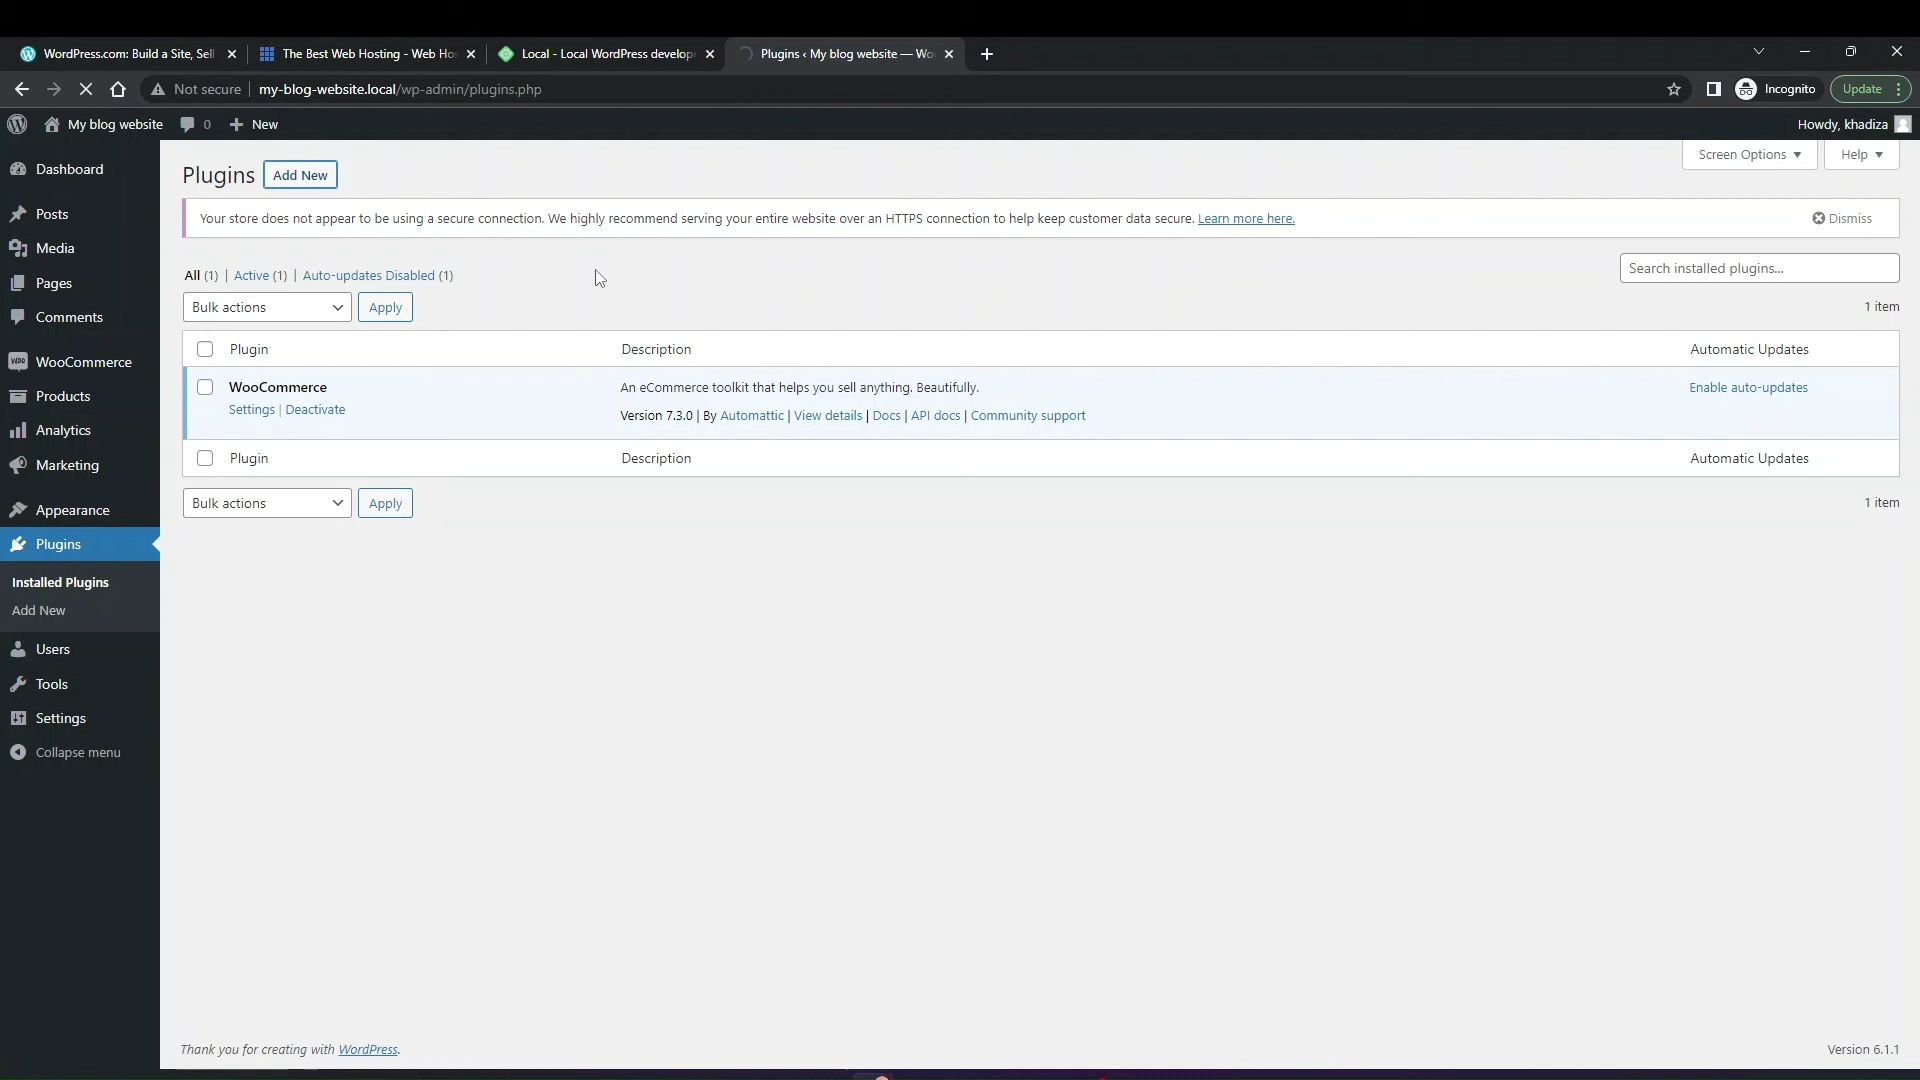 WordPress.com: Build a Site, Sell
The Best Web Hosting - Web Hos
Local - Local WordPress develop
Plugins ‹ My blog website — Wo
Not secure
my-blog-website.local/wp-admin/plugins.php
Incognito
Update
My blog website
0
New
Howdy, khadiza
Dashboard
Posts
Media
Pages
Comments
WooCommerce
Products
Analytics
Marketing
Appearance
Plugins
Installed Plugins
Add New
Users
Tools
Settings
Collapse menu
Screen Options
Help
Plugins
Add New
Your store does not appear to be using a secure connection. We highly recommend serving your entire website over an HTTPS connection to help keep customer data secure. Learn more here.
Dismiss
All (1) | Active (1) | Auto-updates Disabled (1)
Search installed plugins...
Bulk actions
Apply
1 item
Plugin
Description
Automatic Updates
WooCommerce
Settings | Deactivate
An eCommerce toolkit that helps you sell anything. Beautifully.
Version 7.3.0 | By Automattic | View details | Docs | API docs | Community support
Enable auto-updates
Plugin
Description
Automatic Updates
Bulk actions
Apply
1 item
Thank you for creating with WordPress.
Version 6.1.1